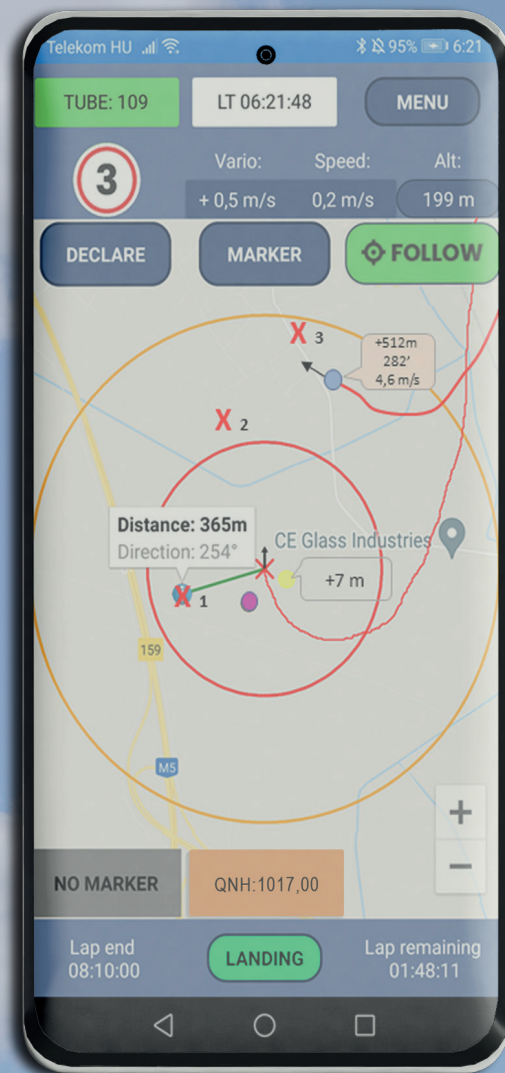 Telekom HU
95% 6:21
TUBE: 109
LT 06:21:48
MENU
3
Vario:
Speed:
Alt:
+ 0,5 m/s
0,2 m/s
199 m
DECLARE
MARKER
FOLLOW
X 3
+512m
282'
4,6 m/s
X 2
Distance: 365m
Direction: 254°
CE Glass Industries
+7 m
X 1
159
M5
+
−
NO MARKER
QNH:1017,00
Lap end
08:10:00
LANDING
Lap remaining
01:48:11